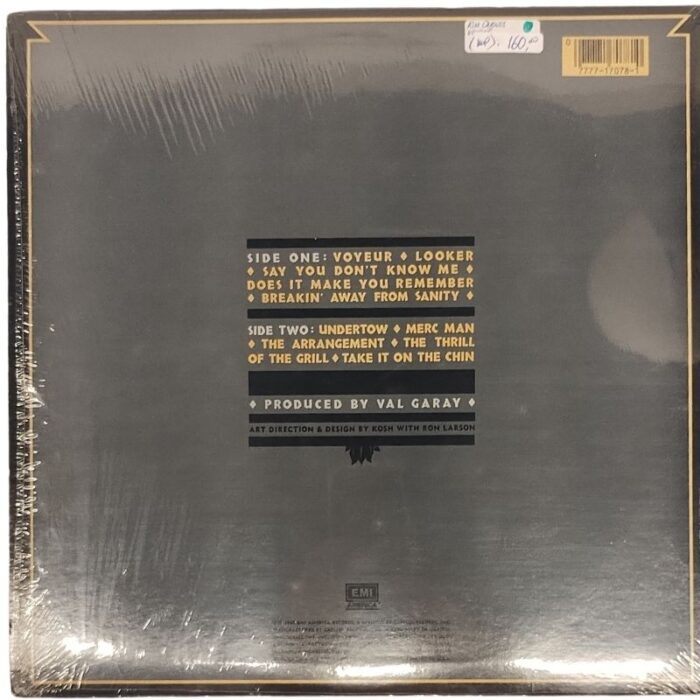 (MP). 160,00
0
7777-17078-1
SIDE ONE: VOYEUR ♦ LOOKER
♦ SAY YOU DON'T KNOW ME ♦
DOES IT MAKE YOU REMEMBER
♦ BREAKIN' AWAY FROM SANITY ♦
SIDE TWO: UNDERTOW ♦ MERC MAN
♦ THE ARRANGEMENT ♦ THE THRILL
OF THE GRILL ♦ TAKE IT ON THE CHIN
♦ PRODUCED BY VAL GARAY ♦
ART DIRECTION & DESIGN BY KOSH WITH RON LARSON
EMI
AMERICA